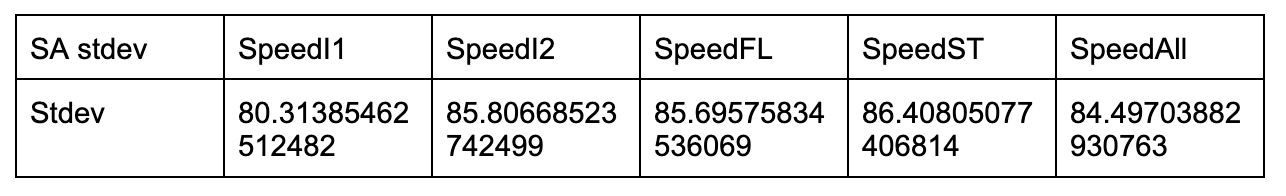 SA stdev SpeedI1 SpeedI2 SpeedFL SpeedST SpeedAll
Stdev 80.31385462 85.80668523 85.69575834 86.40805077 84.49703882
512482 742499 536069 406814 930763